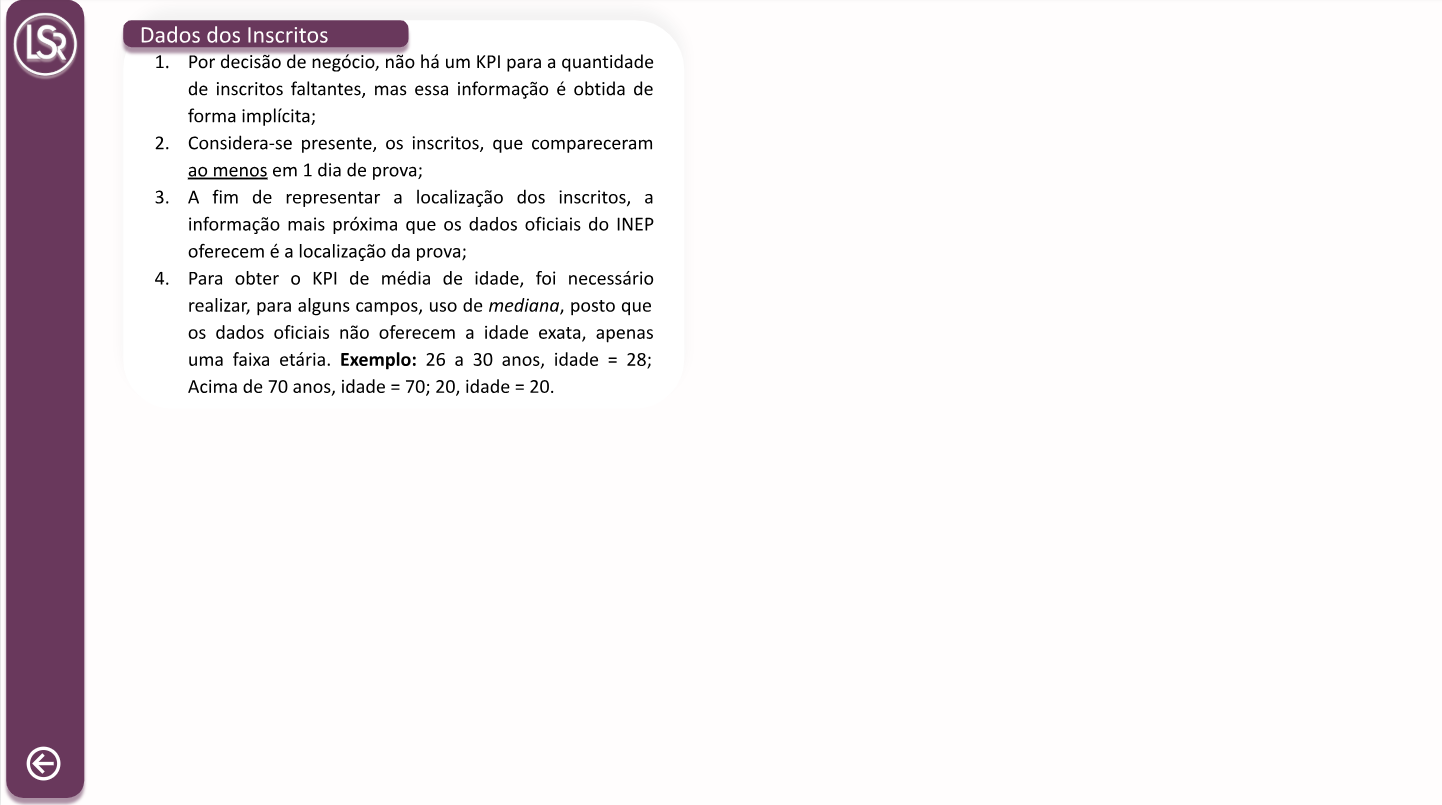 LSR
Dados dos Inscritos
1. Por decisão de negócio, não há um KPI para a quantidade
de inscritos faltantes, mas essa informação é obtida de
forma implícita;
2. Considera-se presente, os inscritos, que compareceram
ao menos em 1 dia de prova;
3. A fim de representar a localização dos inscritos, a
informação mais próxima que os dados oficiais do INEP
oferecem é a localização da prova;
4. Para obter o KPI de média de idade, foi necessário
realizar, para alguns campos, uso de mediana, posto que
os dados oficiais não oferecem a idade exata, apenas
uma faixa etária. Exemplo: 26 a 30 anos, idade = 28;
Acima de 70 anos, idade = 70; 20, idade = 20.